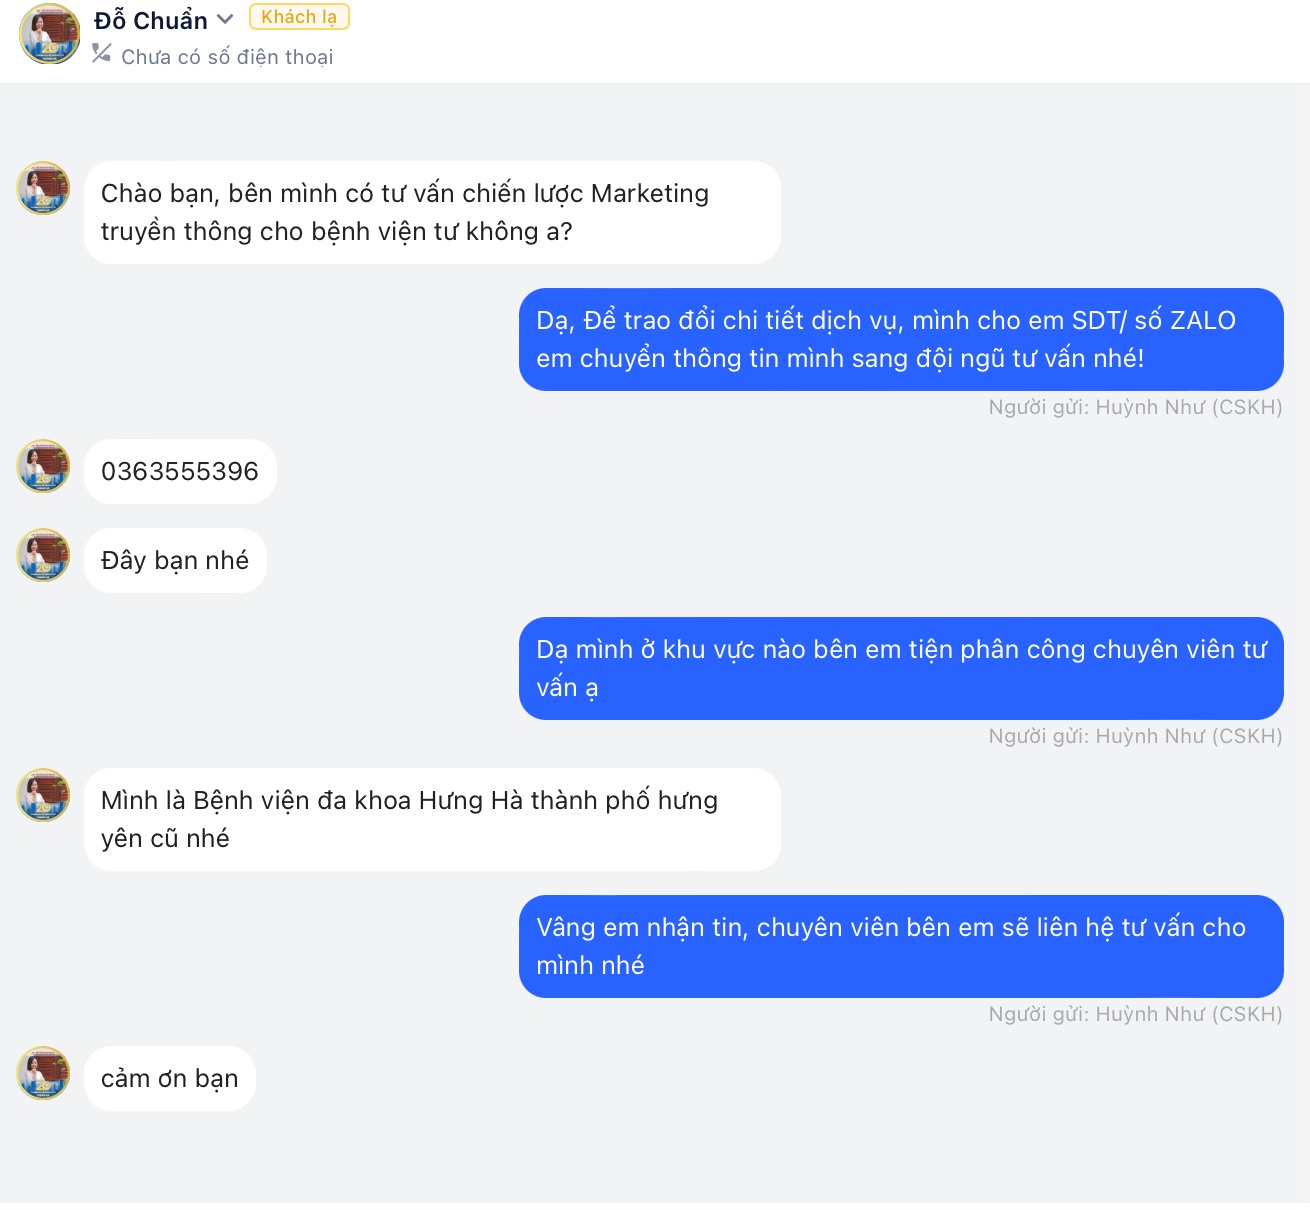 Đỗ Chuẩn
Khách lạ
Chưa có số điện thoại
Chào bạn, bên mình có tư vấn chiến lược Marketing
truyền thông cho bệnh viện tư không a?
Dạ, Để trao đổi chi tiết dịch vụ, mình cho em SDT/ số ZALO
em chuyển thông tin mình sang đội ngũ tư vấn nhé!
Người gửi: Huỳnh Như (CSKH)
0363555396
Đây bạn nhé
Dạ mình ở khu vực nào bên em tiện phân công chuyên viên tư
vấn ạ
Người gửi: Huỳnh Như (CSKH)
Mình là Bệnh viện đa khoa Hưng Hà thành phố hưng
yên cũ nhé
Vâng em nhận tin, chuyên viên bên em sẽ liên hệ tư vấn cho
mình nhé
Người gửi: Huỳnh Như (CSKH)
cảm ơn bạn